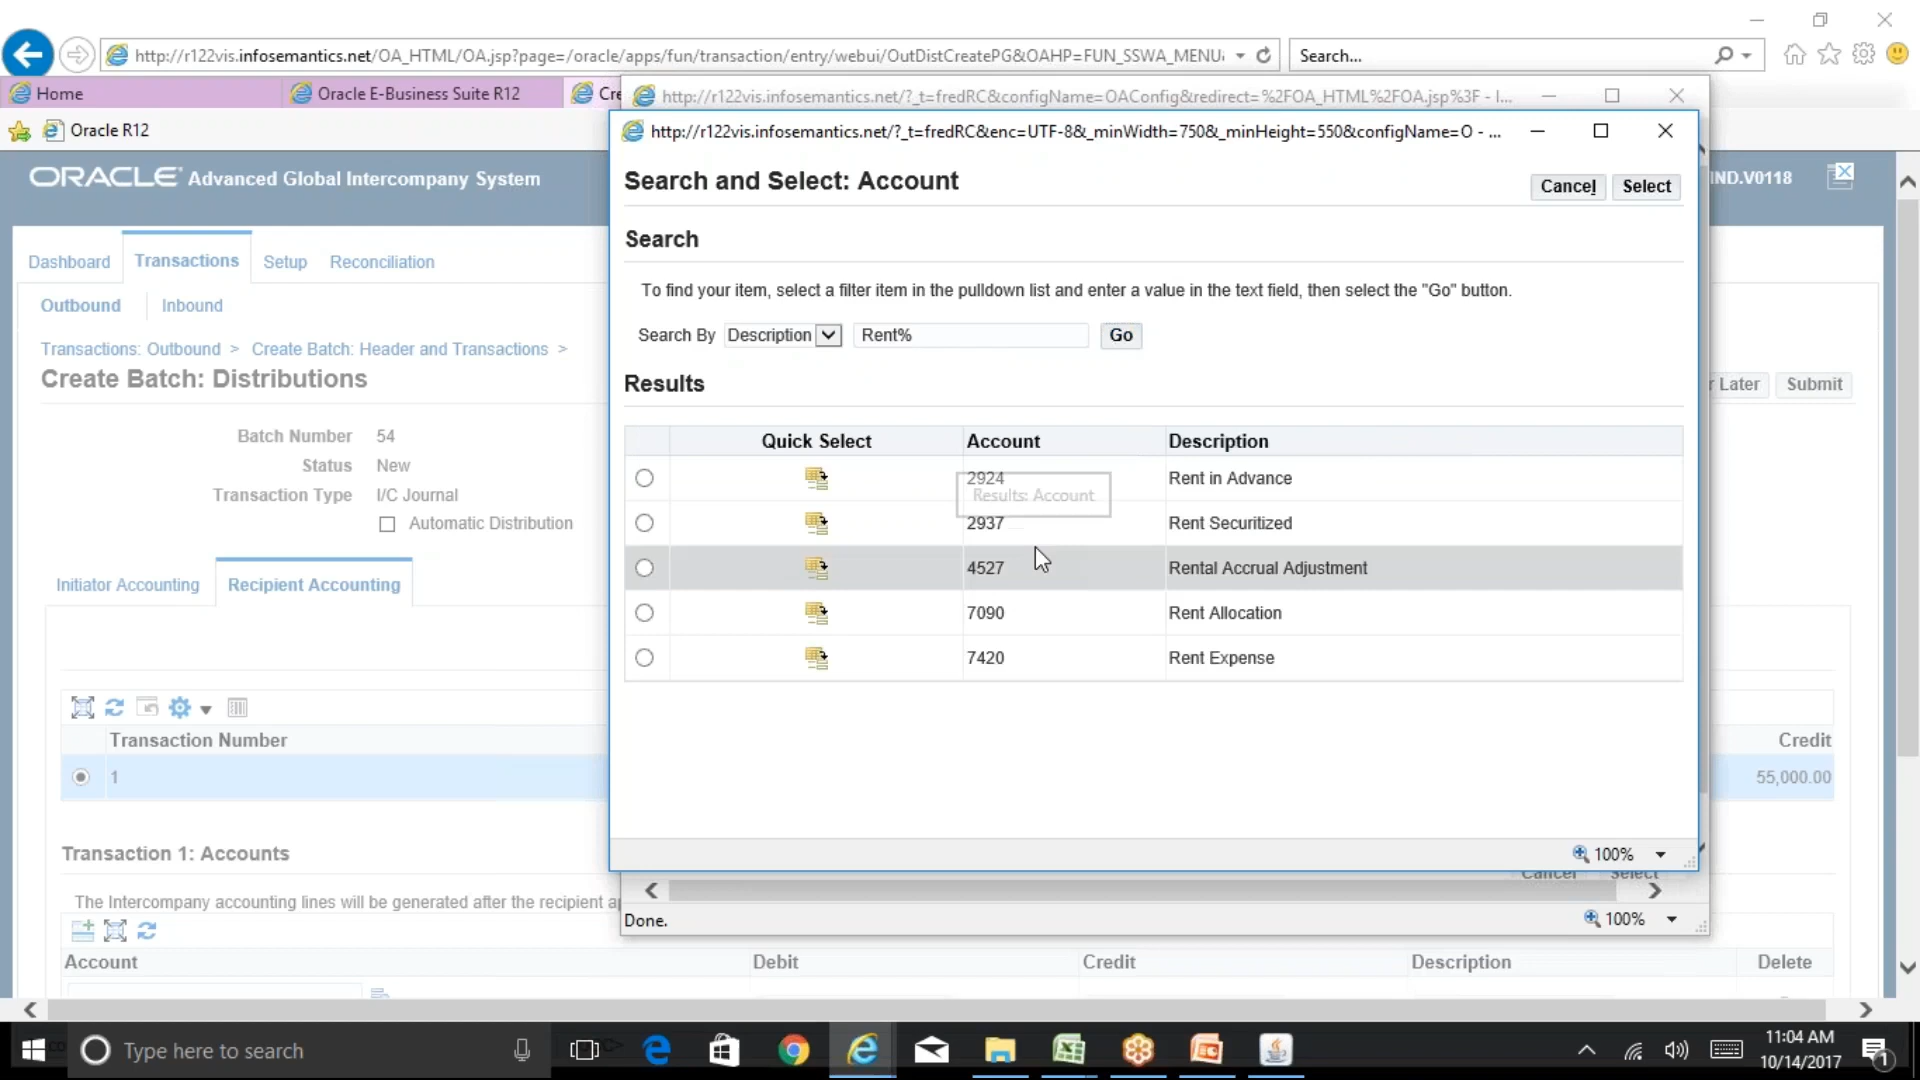 http://r122vis.infosemantics.net/OA_HTML/OA.jsp?page=/oracle/apps/fun/transaction/entry/webui/OutDistCreatePG&OAHP=FUN_SSWA_MENU&
Search...
Home
Oracle E-Business Suite R12
Cre
http://r122vis.infosemantics.net/?_t=fredRC&configName=OAConfig&redirect=%2FOA_HTML%2FOA.jsp%3F - I...
Oracle R12
http://r122vis.infosemantics.net/?_t=fredRC&enc=UTF-8&_minWidth=750&_minHeight=550&configName=O - ...
ORACLE Advanced Global Intercompany System
IND.V0118
Search and Select: Account
Cancel Select
Search
To find your item, select a filter item in the pulldown list and enter a value in the text field, then select the "Go" button.
Search By Description Rent% Go
Results
Quick Select Account Description
2924 Rent in Advance
Results: Account
2937 Rent Securitized
4527 Rental Accrual Adjustment
7090 Rent Allocation
7420 Rent Expense
100%
Dashboard Transactions Setup Reconciliation
Outbound Inbound
Transactions: Outbound > Create Batch: Header and Transactions >
Create Batch: Distributions
r Later Submit
Batch Number 54
Status New
Transaction Type I/C Journal
Automatic Distribution
Initiator Accounting Recipient Accounting
Transaction Number Credit
1 55,000.00
Transaction 1: Accounts
Cancel Select
The Intercompany accounting lines will be generated after the recipient ap
Done. 100%
Account Debit Credit Description Delete
Type here to search
11:04 AM
10/14/2017
1